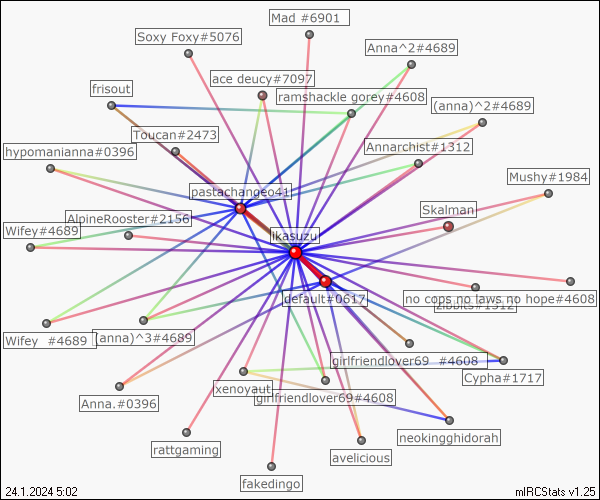 Mad #6901
Soxy Foxy#5076
Anna^2#4689
ace deucy#7097
frisout
ramshackle gorey#4608
(anna)^2#4689
Toucan#2473
Annarchist#1312
hypomanianna#0396
Mushy#1984
pastachangeo41
Skalman
AlpineRooster#2156
Wifey#4689
ikasuzu
default#0617
no cops no laws no hope#4608
Wifey #4689
(anna)^3#4689
girlfriendlover69 #4608
Cypha#1717
xenoyaut
girlfriendlover69#4608
Anna.#0396
neokingghidorah
rattgaming
avelicious
fakedingo
24.1.2024 5:02
mIRCStats v1.25